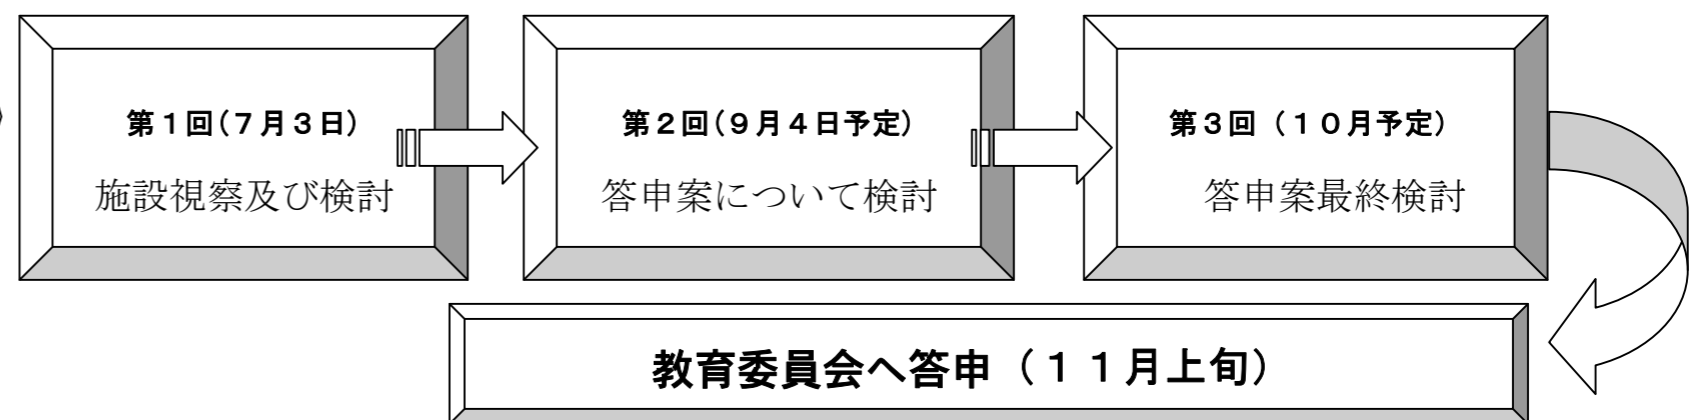 第１回（７月３日）
施設視察及び検討
第２回（９月４日予定）
答申案について検討
第３回（１０月予定）
答申案最終検討
教育委員会へ答申（１１月上旬）